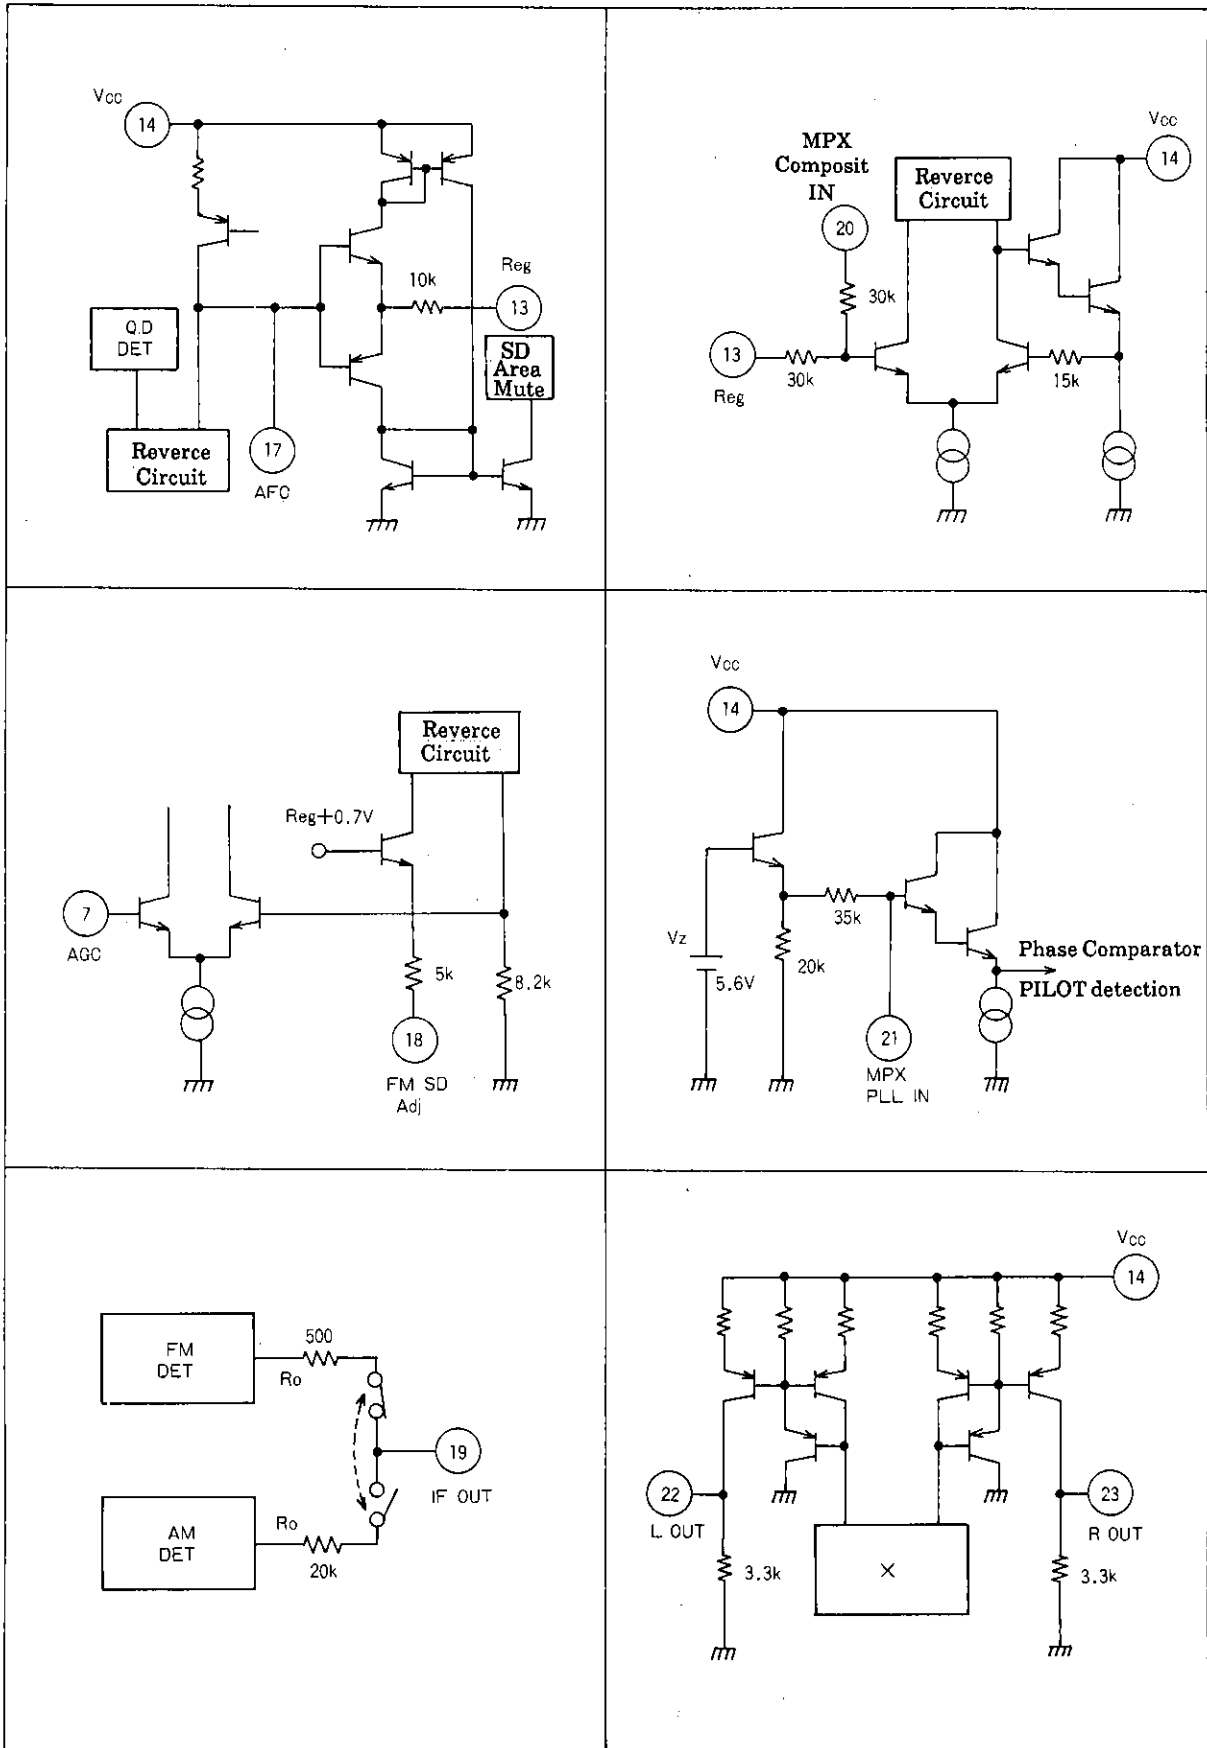 Vcc
14
10k
Reg
13
Q.D
DET
SD
Area
Mute
Reverce
Circuit
17
AFC
MPX
Composit
IN
20
Reverce
Circuit
Vcc
14
30k
13
Reg
30k
15k
Reverce
Circuit
Reg+0.7V
7
AGC
5k
8.2k
18
FM SD
Adj
Vcc
14
35k
Vz
5.6V
20k
Phase Comparator
PILOT detection
21
MPX
PLL IN
FM
DET
500
Ro
19
IF OUT
AM
DET
Ro
20k
Vcc
14
22
L OUT
23
R OUT
3.3k
×
3.3k